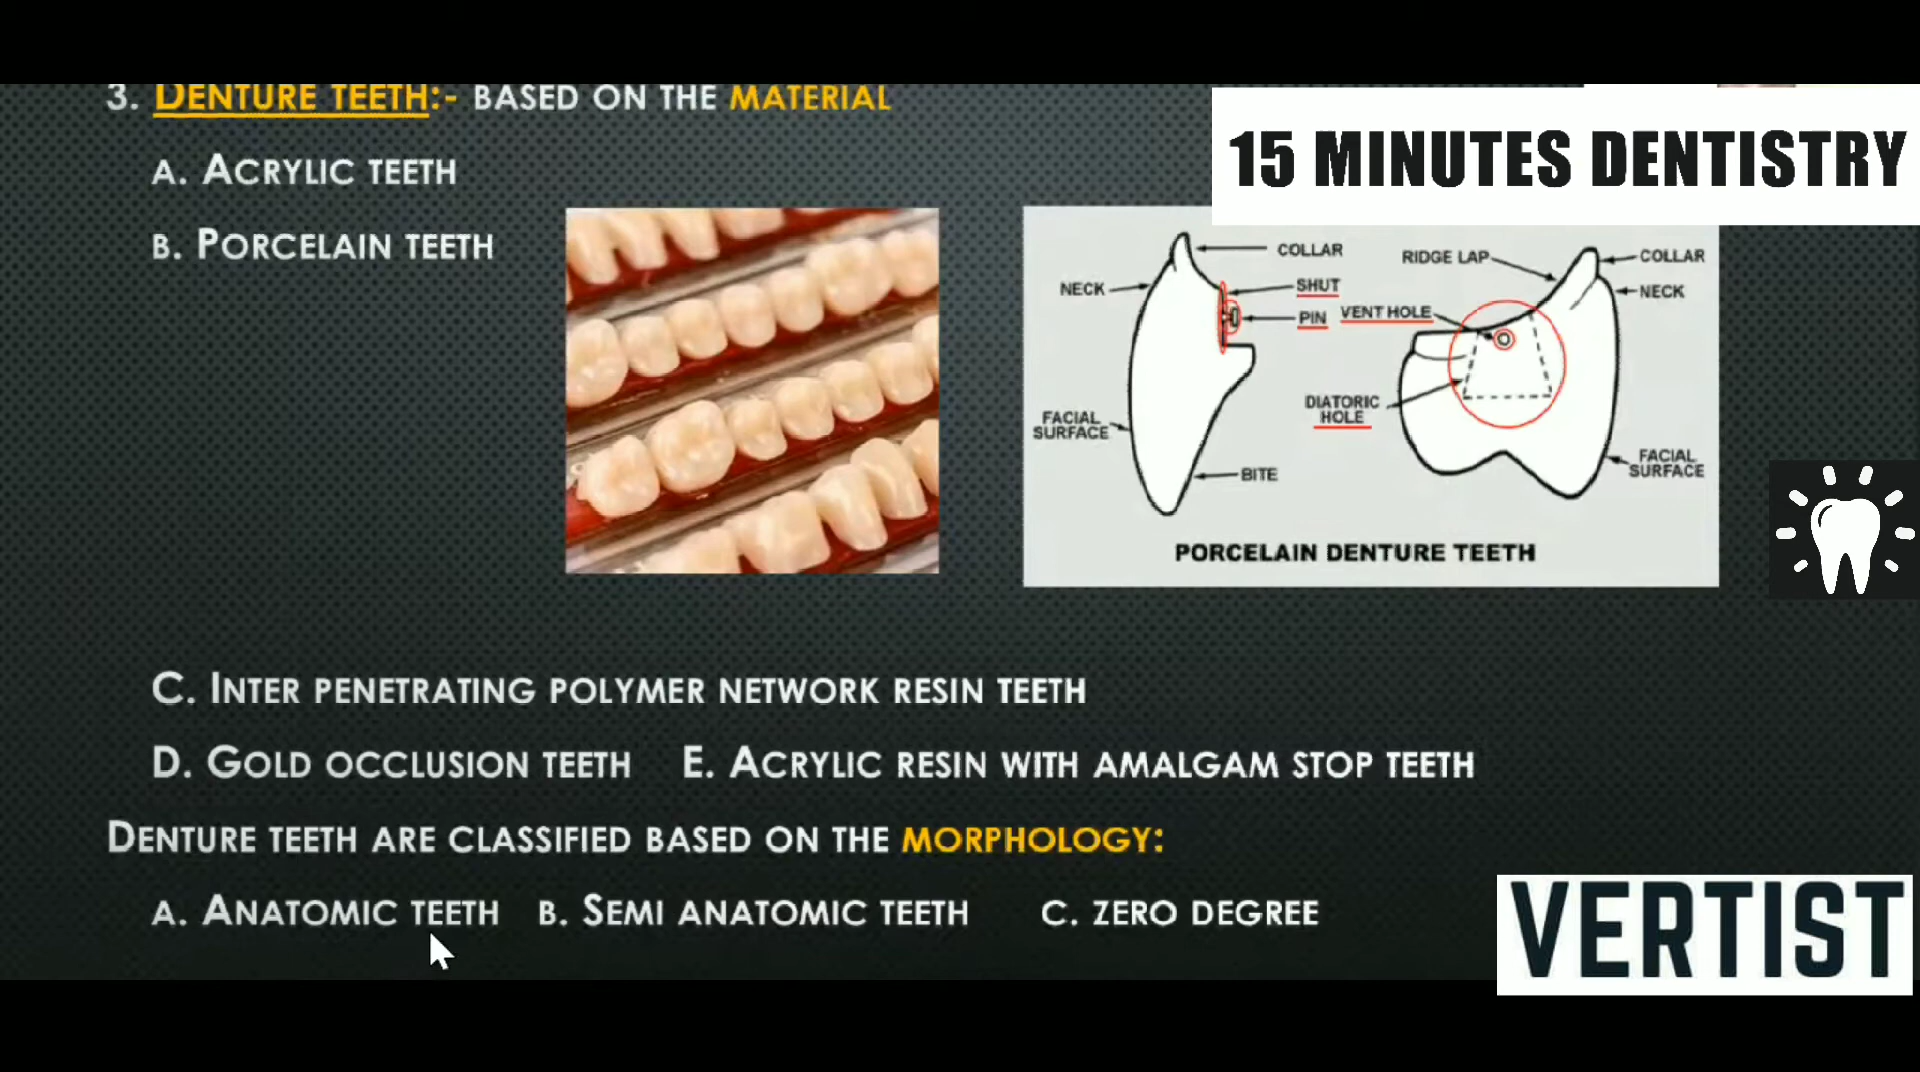 3. DENTURE TEETH:- BASED ON THE MATERIAL
15 MINUTES DENTISTRY
A. ACRYLIC TEETH
B. PORCELAIN TEETH
COLLAR
NECK
SHUT
PIN
FACIAL
SURFACE
BITE
RIDGE LAP
COLLAR
NECK
VENT HOLE
DIATORIC
HOLE
FACIAL
SURFACE
PORCELAIN DENTURE TEETH
C. INTER PENETRATING POLYMER NETWORK RESIN TEETH
D. GOLD OCCLUSION TEETH E. ACRYLIC RESIN WITH AMALGAM STOP TEETH
DENTURE TEETH ARE CLASSIFIED BASED ON THE MORPHOLOGY:
A. ANATOMIC TEETH B. SEMI ANATOMIC TEETH C. ZERO DEGREE
VERTIST